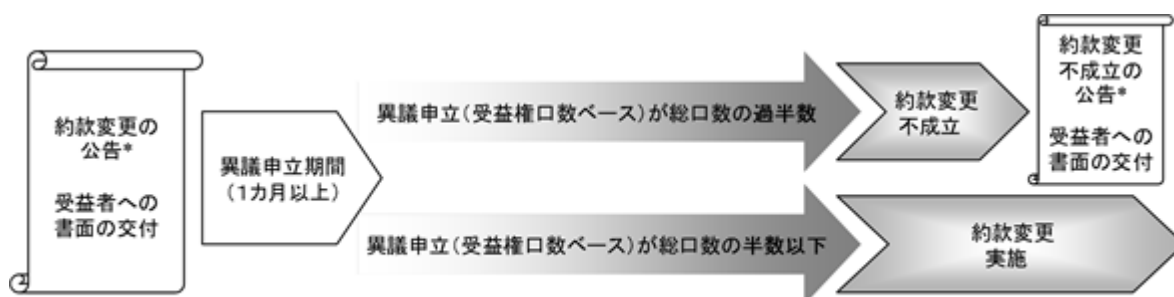 約款変更の
公告*
受益者への
書面の交付
異議申立期間
(1カ月以上)
異議申立(受益権口数ベース)が総口数の過半数
約款変更
不成立
約款変更
不成立の
公告*
受益者への
書面の交付
異議申立(受益権口数ベース)が総口数の半数以下
約款変更
実施